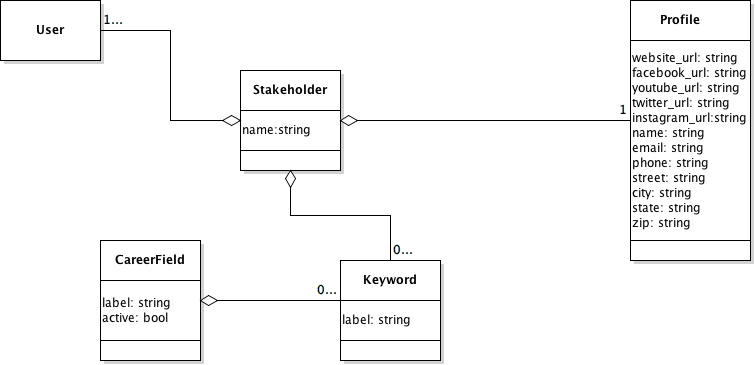 User
1...
Stakeholder
name:string
1
Profile
website_url: string
facebook_url: string
youtube_url: string
twitter_url: string
instagram_url:string
name: string
email: string
phone: string
street: string
city: string
state: string
zip: string
CareerField
label: string
active: bool
0...
0...
Keyword
label: string